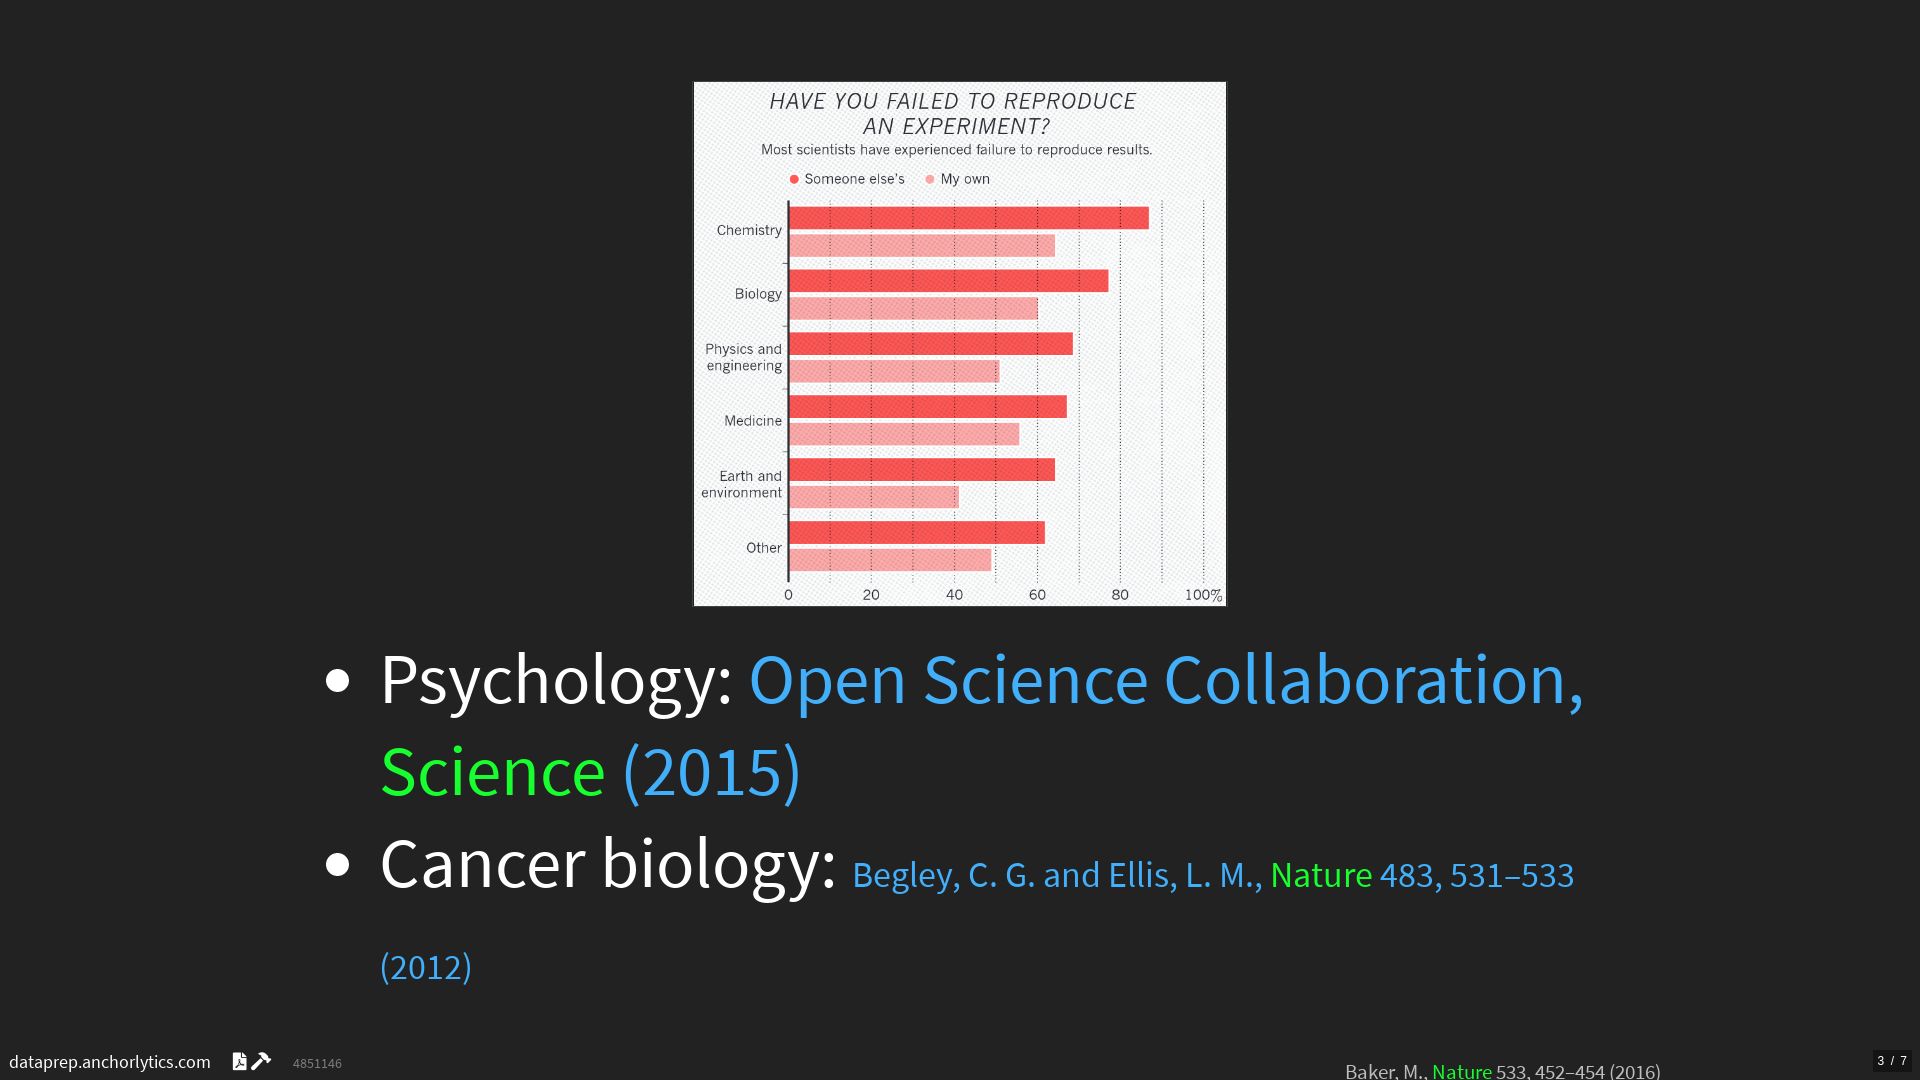 HAVE YOU FAILED TO REPRODUCE
AN EXPERIMENT?
Most scientists have experienced failure to reproduce results.
Someone else's My own
Chemistry
Biology
Physics and
engineering
Medicine
Earth and
environment
Other
0 20 40 60 80 100%
• Psychology: Open Science Collaboration,
Science (2015)
• Cancer biology: Begley, C. G. and Ellis, L. M., Nature 483, 531–533
(2012)
dataprep.anchorlytics.com 4851146
Baker, M., Nature 533, 452–454 (2016)
3 / 7